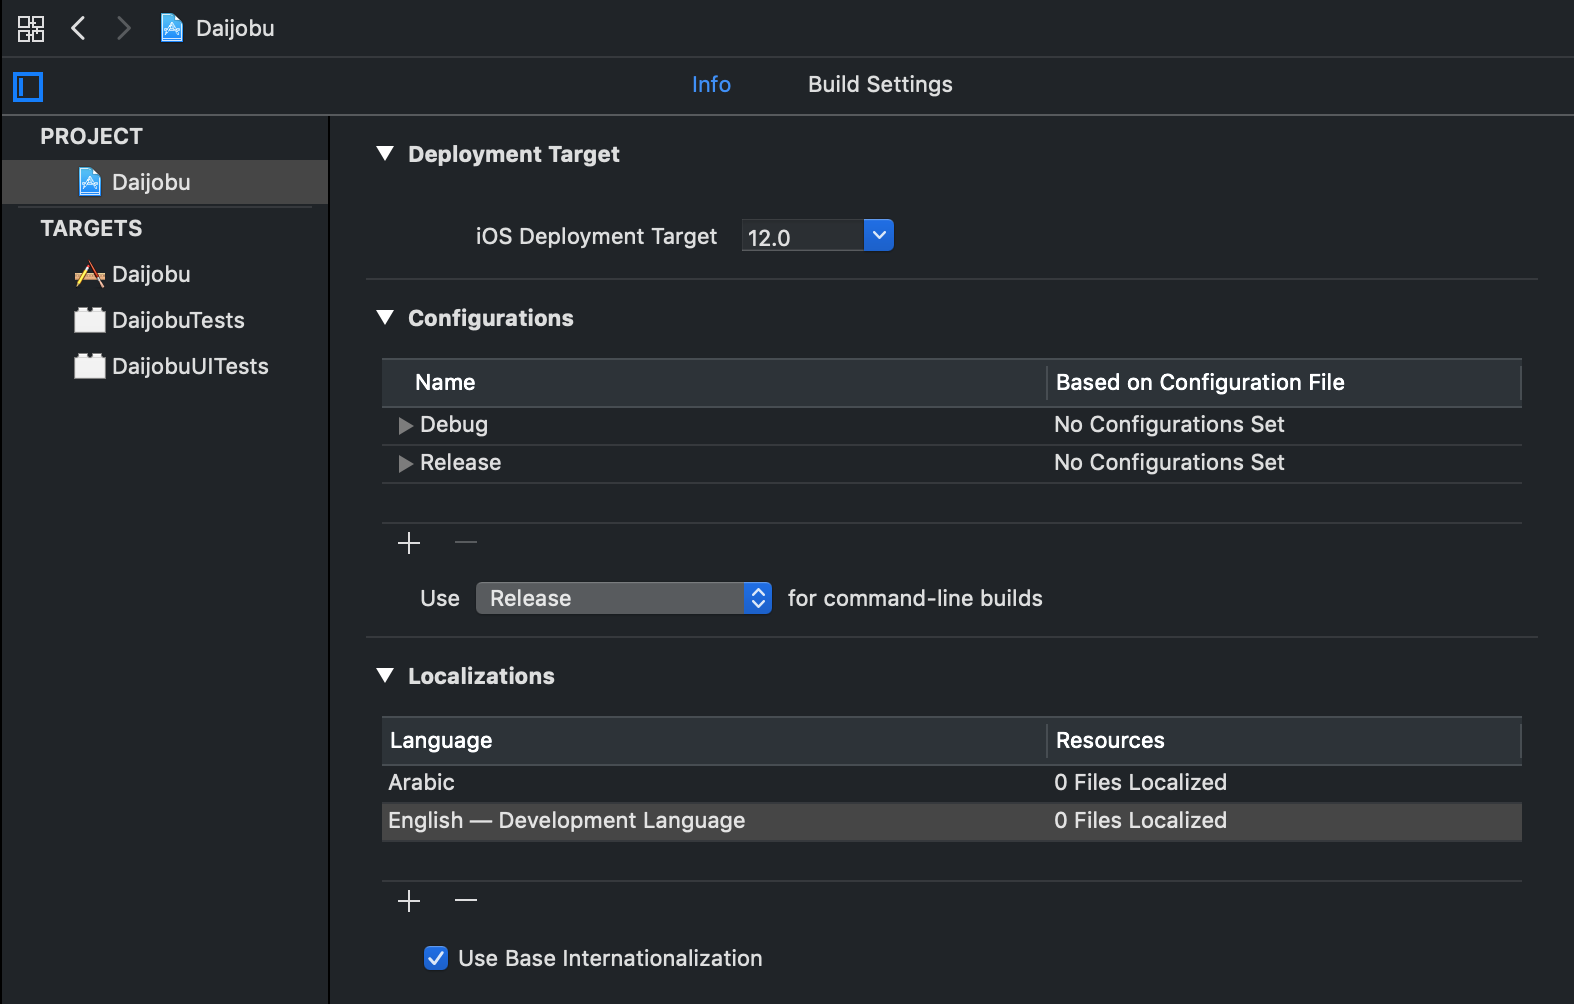 Daijobu
Info Build Settings
PROJECT
Daijobu
TARGETS
Daijobu
DaijobuTests
DaijobuUITests
Deployment Target
iOS Deployment Target 12.0
Configurations
Name Based on Configuration File
Debug No Configurations Set
Release No Configurations Set
Use Release for command-line builds
Localizations
Language Resources
Arabic 0 Files Localized
English — Development Language 0 Files Localized
Use Base Internationalization